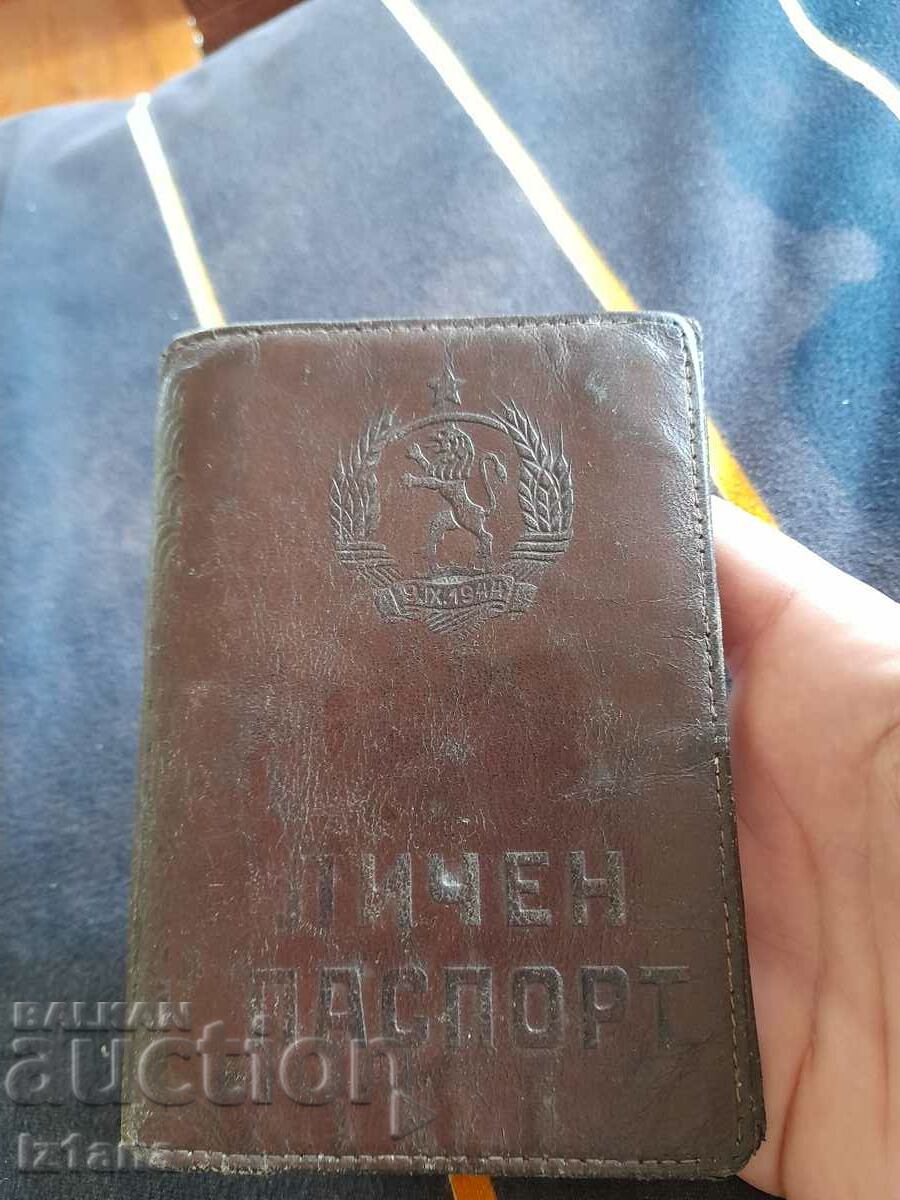 9.IX.1944
ЛИЧЕН
ПАСПОРТ
BALKAN
auction
iz1ana